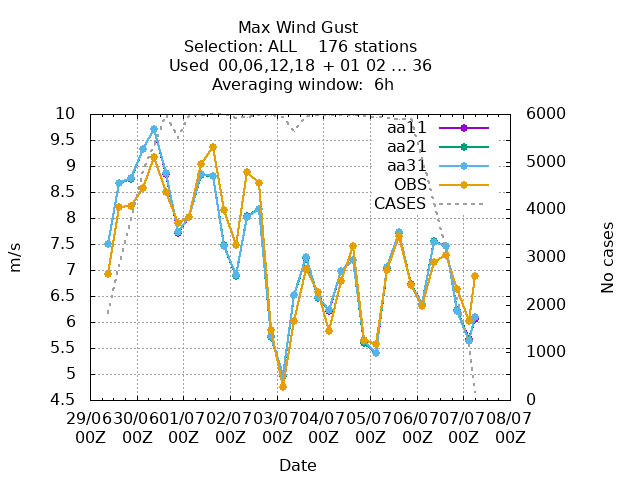 Max Wind Gust
Selection: ALL    176 stations
Used  00,06,12,18 + 01 02 ... 36
Averaging window:  6h
10
9.5
9
8.5
8
7.5
7
6.5
6
5.5
5
4.5
m/s
6000
5000
4000
3000
2000
1000
0
No cases
aa11
aa21
aa31
OBS
CASES
29/06 30/06 01/07 02/07 03/07 04/07 05/07 06/07 07/07 08/07
00Z 00Z 00Z 00Z 00Z 00Z 00Z 00Z 00Z 00Z
Date